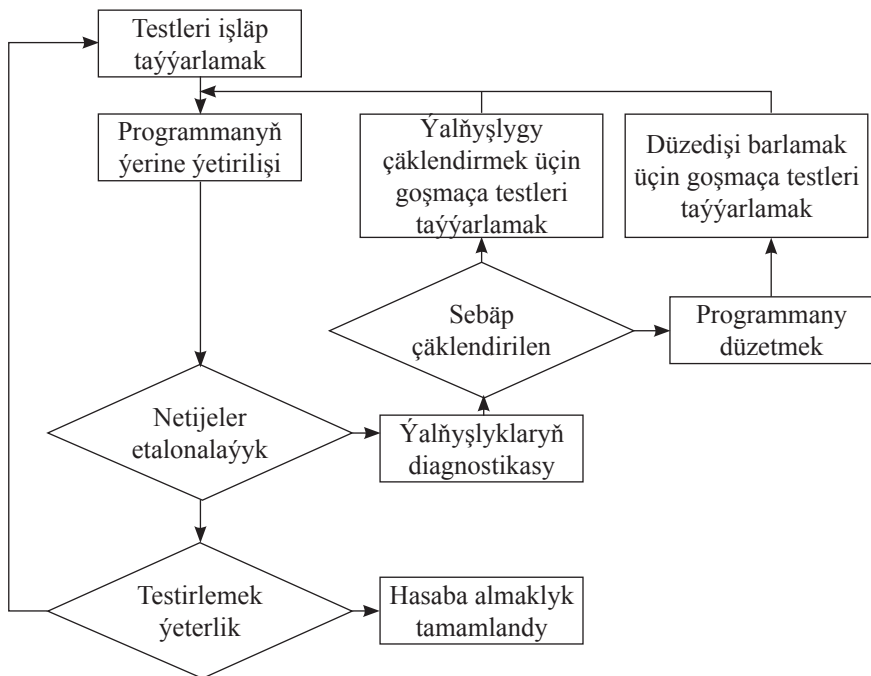 Testleri işläp
taýýarlamak
Programmanyň
ýerine ýetirilişi
Ýalňyşlygy
çäklendirmek üçin
goşmaça testleri
taýýarlamak
Düzedişi barlamak
üçin goşmaça testleri
taýýarlamak
Sebäp
çäklendirilen
Programmany
düzetmek
Netijeler
etalonalaýyk
Ýalňyşlyklaryň
diagnostikasy
Testirlemek
ýeterlik
Hasaba almaklyk
tamamlandy